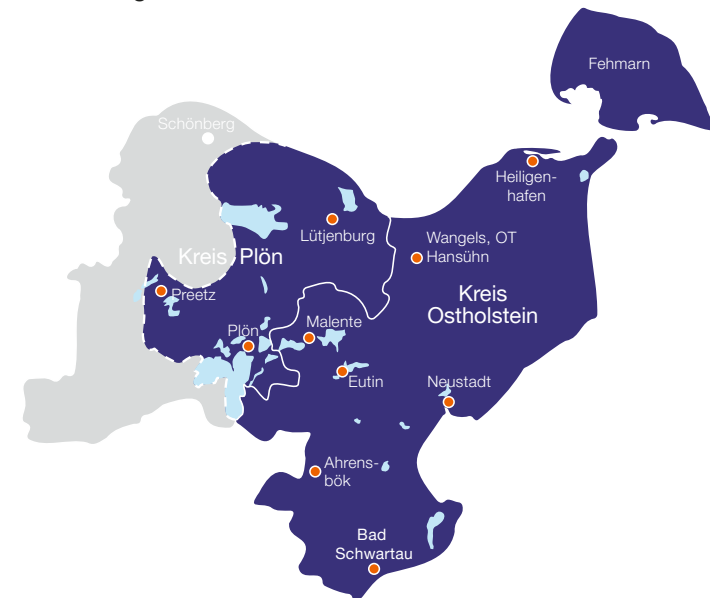 Fehmarn
Schönberg
Heiligen-
hafen
Lütjenburg
Wangels, OT
Hansühn
Kreis Plön
Preetz
Kreis
Ostholstein
Malente
Plön
Eutin
Neustadt
Ahrens-
bök
Bad
Schwartau